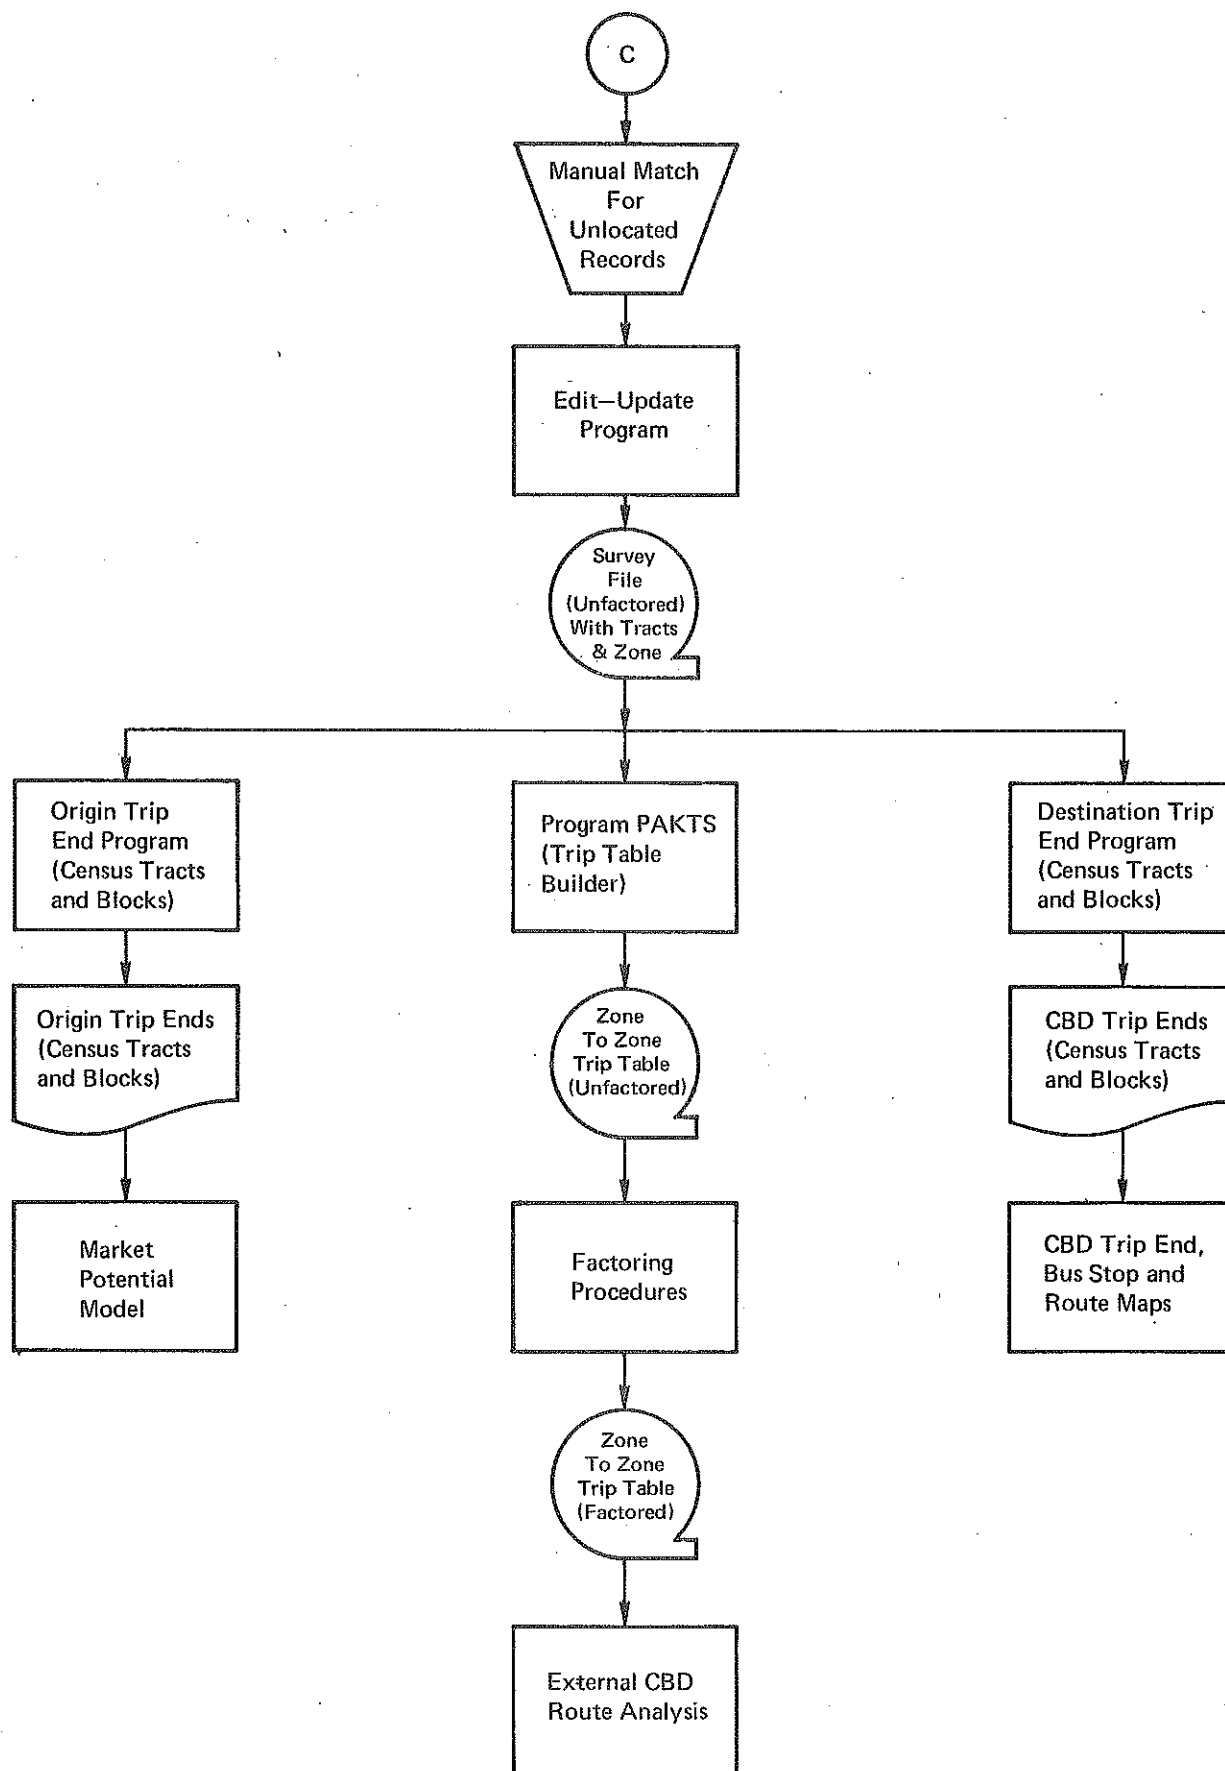 C
Manual Match
For
Unlocated
Records
Edit—Update
Program
Survey
File
(Unfactored)
With Tracts
& Zone
Origin Trip
End Program
(Census Tracts
and Blocks)
Program PAKTS
(Trip Table
Builder)
Destination Trip
End Program
(Census Tracts
and Blocks)
Origin Trip Ends
(Census Tracts
and Blocks)
Zone
To Zone
Trip Table
(Unfactored)
CBD Trip Ends
(Census Tracts
and Blocks)
Market
Potential
Model
Factoring
Procedures
CBD Trip End,
Bus Stop and
Route Maps
Zone
To Zone
Trip Table
(Factored)
External CBD
Route Analysis